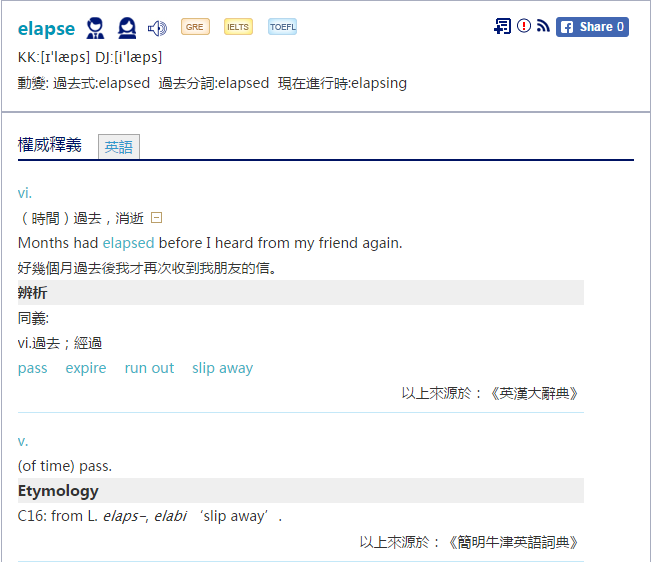 elapse GRE IELTS TOEFL Share 0
KK:[ɪˋlæps] DJ:[iˋlæps]
動變: 過去式:elapsed 過去分詞:elapsed 現在進行時:elapsing
權威釋義 英語
vi.
（時間）過去，消逝
Months had elapsed before I heard from my friend again.
好幾個月過去後我才再次收到我朋友的信。
辨析
同義:
vi.過去；經過
pass expire run out slip away
以上來源於：《英漢大辭典》
v.
(of time) pass.
Etymology
C16: from L. elaps–, elabi ‘slip away’.
以上來源於：《簡明牛津英語詞典》